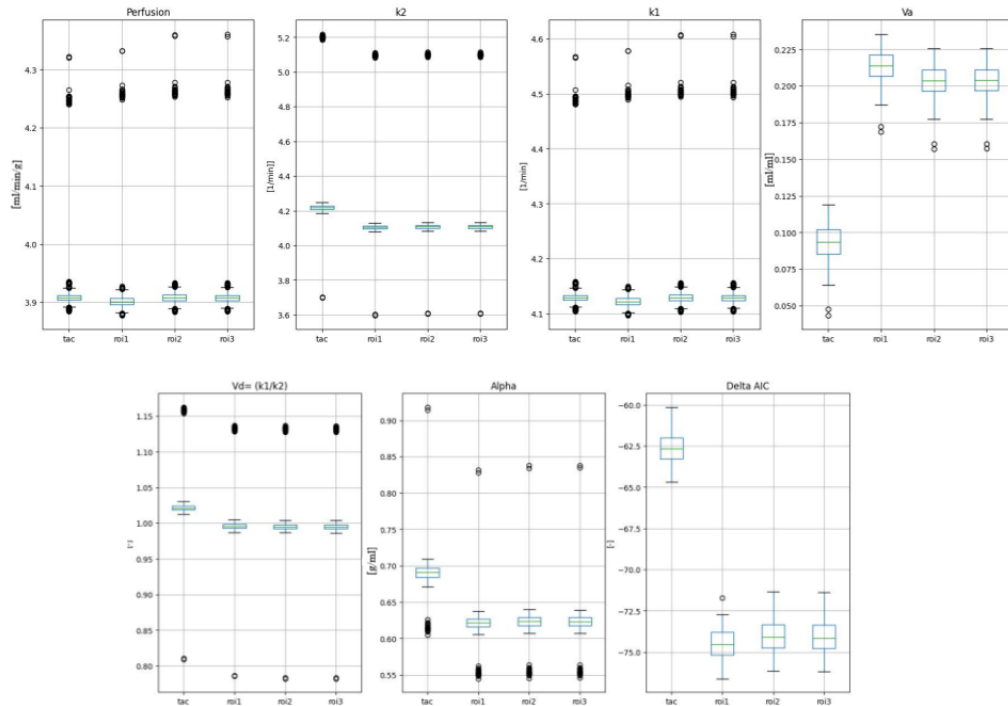 Perfusion
k2
k1
Va
4.3
4.2
4.1
4.0
3.9
[ml/min/g]
tac
roi1
roi2
roi3
5.2
5.0
4.8
4.6
4.4
4.2
4.0
3.8
3.6
[1/min]]
tac
roi1
roi2
roi3
4.6
4.5
4.4
4.3
4.2
4.1
[1/min]
tac
roi1
roi2
roi3
0.225
0.200
0.175
0.150
0.125
0.100
0.075
0.050
[ml/ml]
tac
roi1
roi2
roi3
Vd= (k1/k2)
Alpha
Delta AIC
1.15
1.10
1.05
1.00
0.95
0.90
0.85
0.80
tac
roi1
roi2
roi3
0.90
0.85
0.80
0.75
0.70
0.65
0.60
0.55
[g/ml]
tac
roi1
roi2
roi3
−60.0
−62.5
−65.0
−67.5
−70.0
−72.5
−75.0
[-]
tac
roi1
roi2
roi3